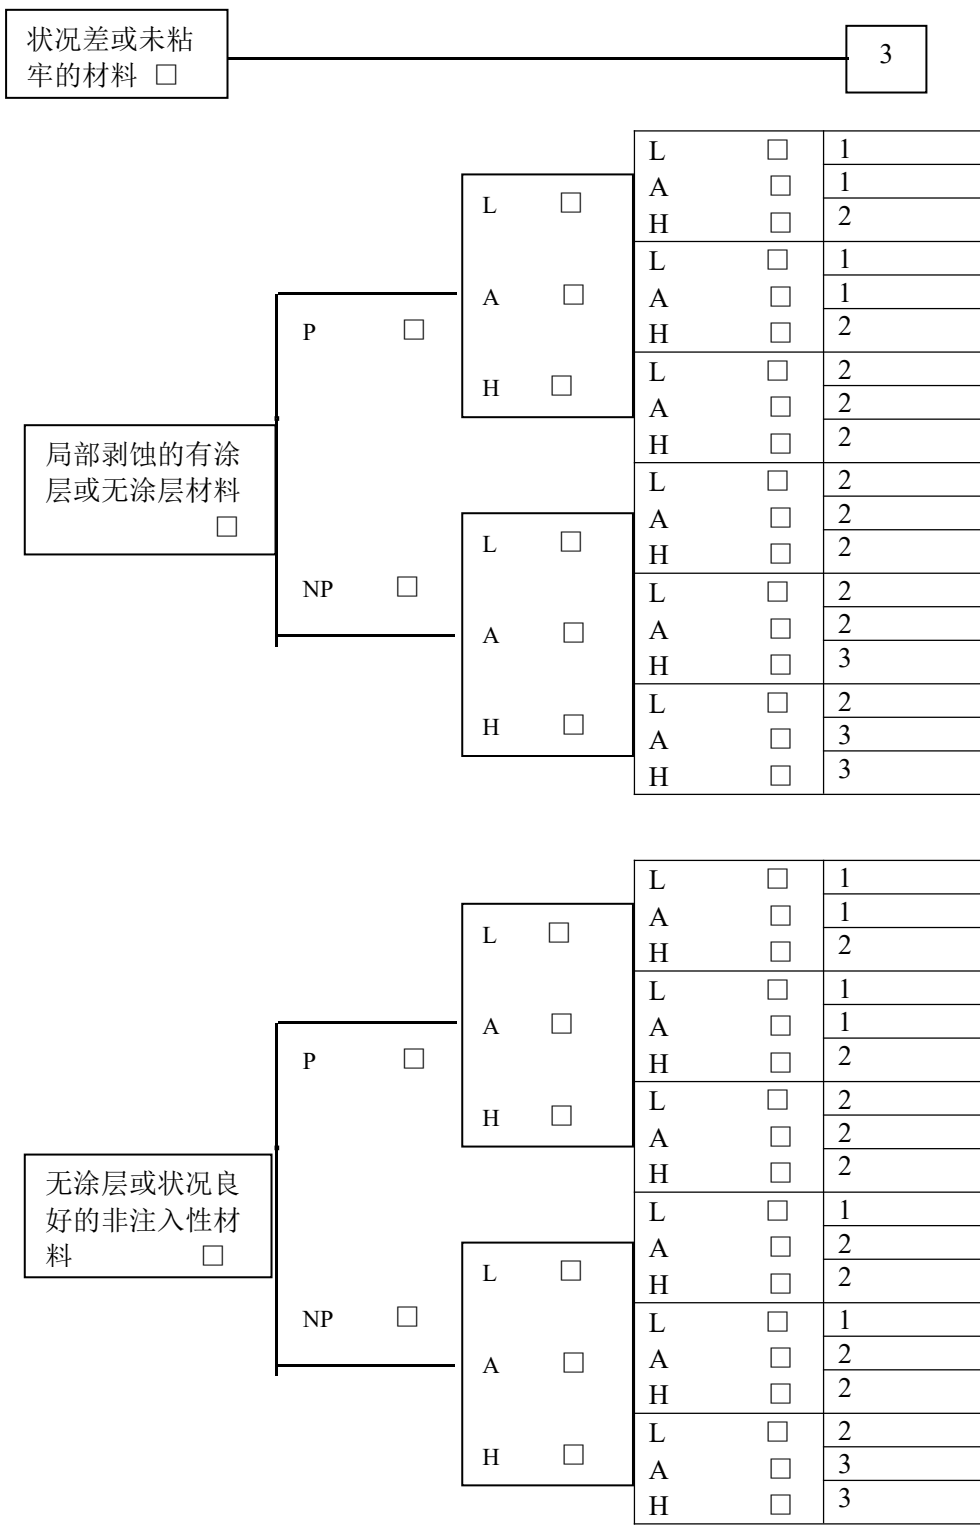 状况差或未粘
牢的材料 □
3
L □ 1
A □ 1
H □ 2
L □
L □ 1
A □ 1
H □ 2
A □
P □
L □ 2
A □ 2
H □ 2
H □
局部剥蚀的有涂
层或无涂层材料
□
L □ 2
A □ 2
H □ 2
L □
NP □
L □ 2
A □ 2
H □ 3
A □
L □ 2
A □ 3
H □ 3
H □
L □ 1
A □ 1
H □ 2
L □
L □ 1
A □ 1
H □ 2
A □
P □
L □ 2
A □ 2
H □ 2
H □
无涂层或状况良
好的非注入性材
料 □
L □ 1
A □ 2
H □ 2
L □
NP □
L □ 1
A □ 2
H □ 2
A □
L □ 2
A □ 3
H □ 3
H □